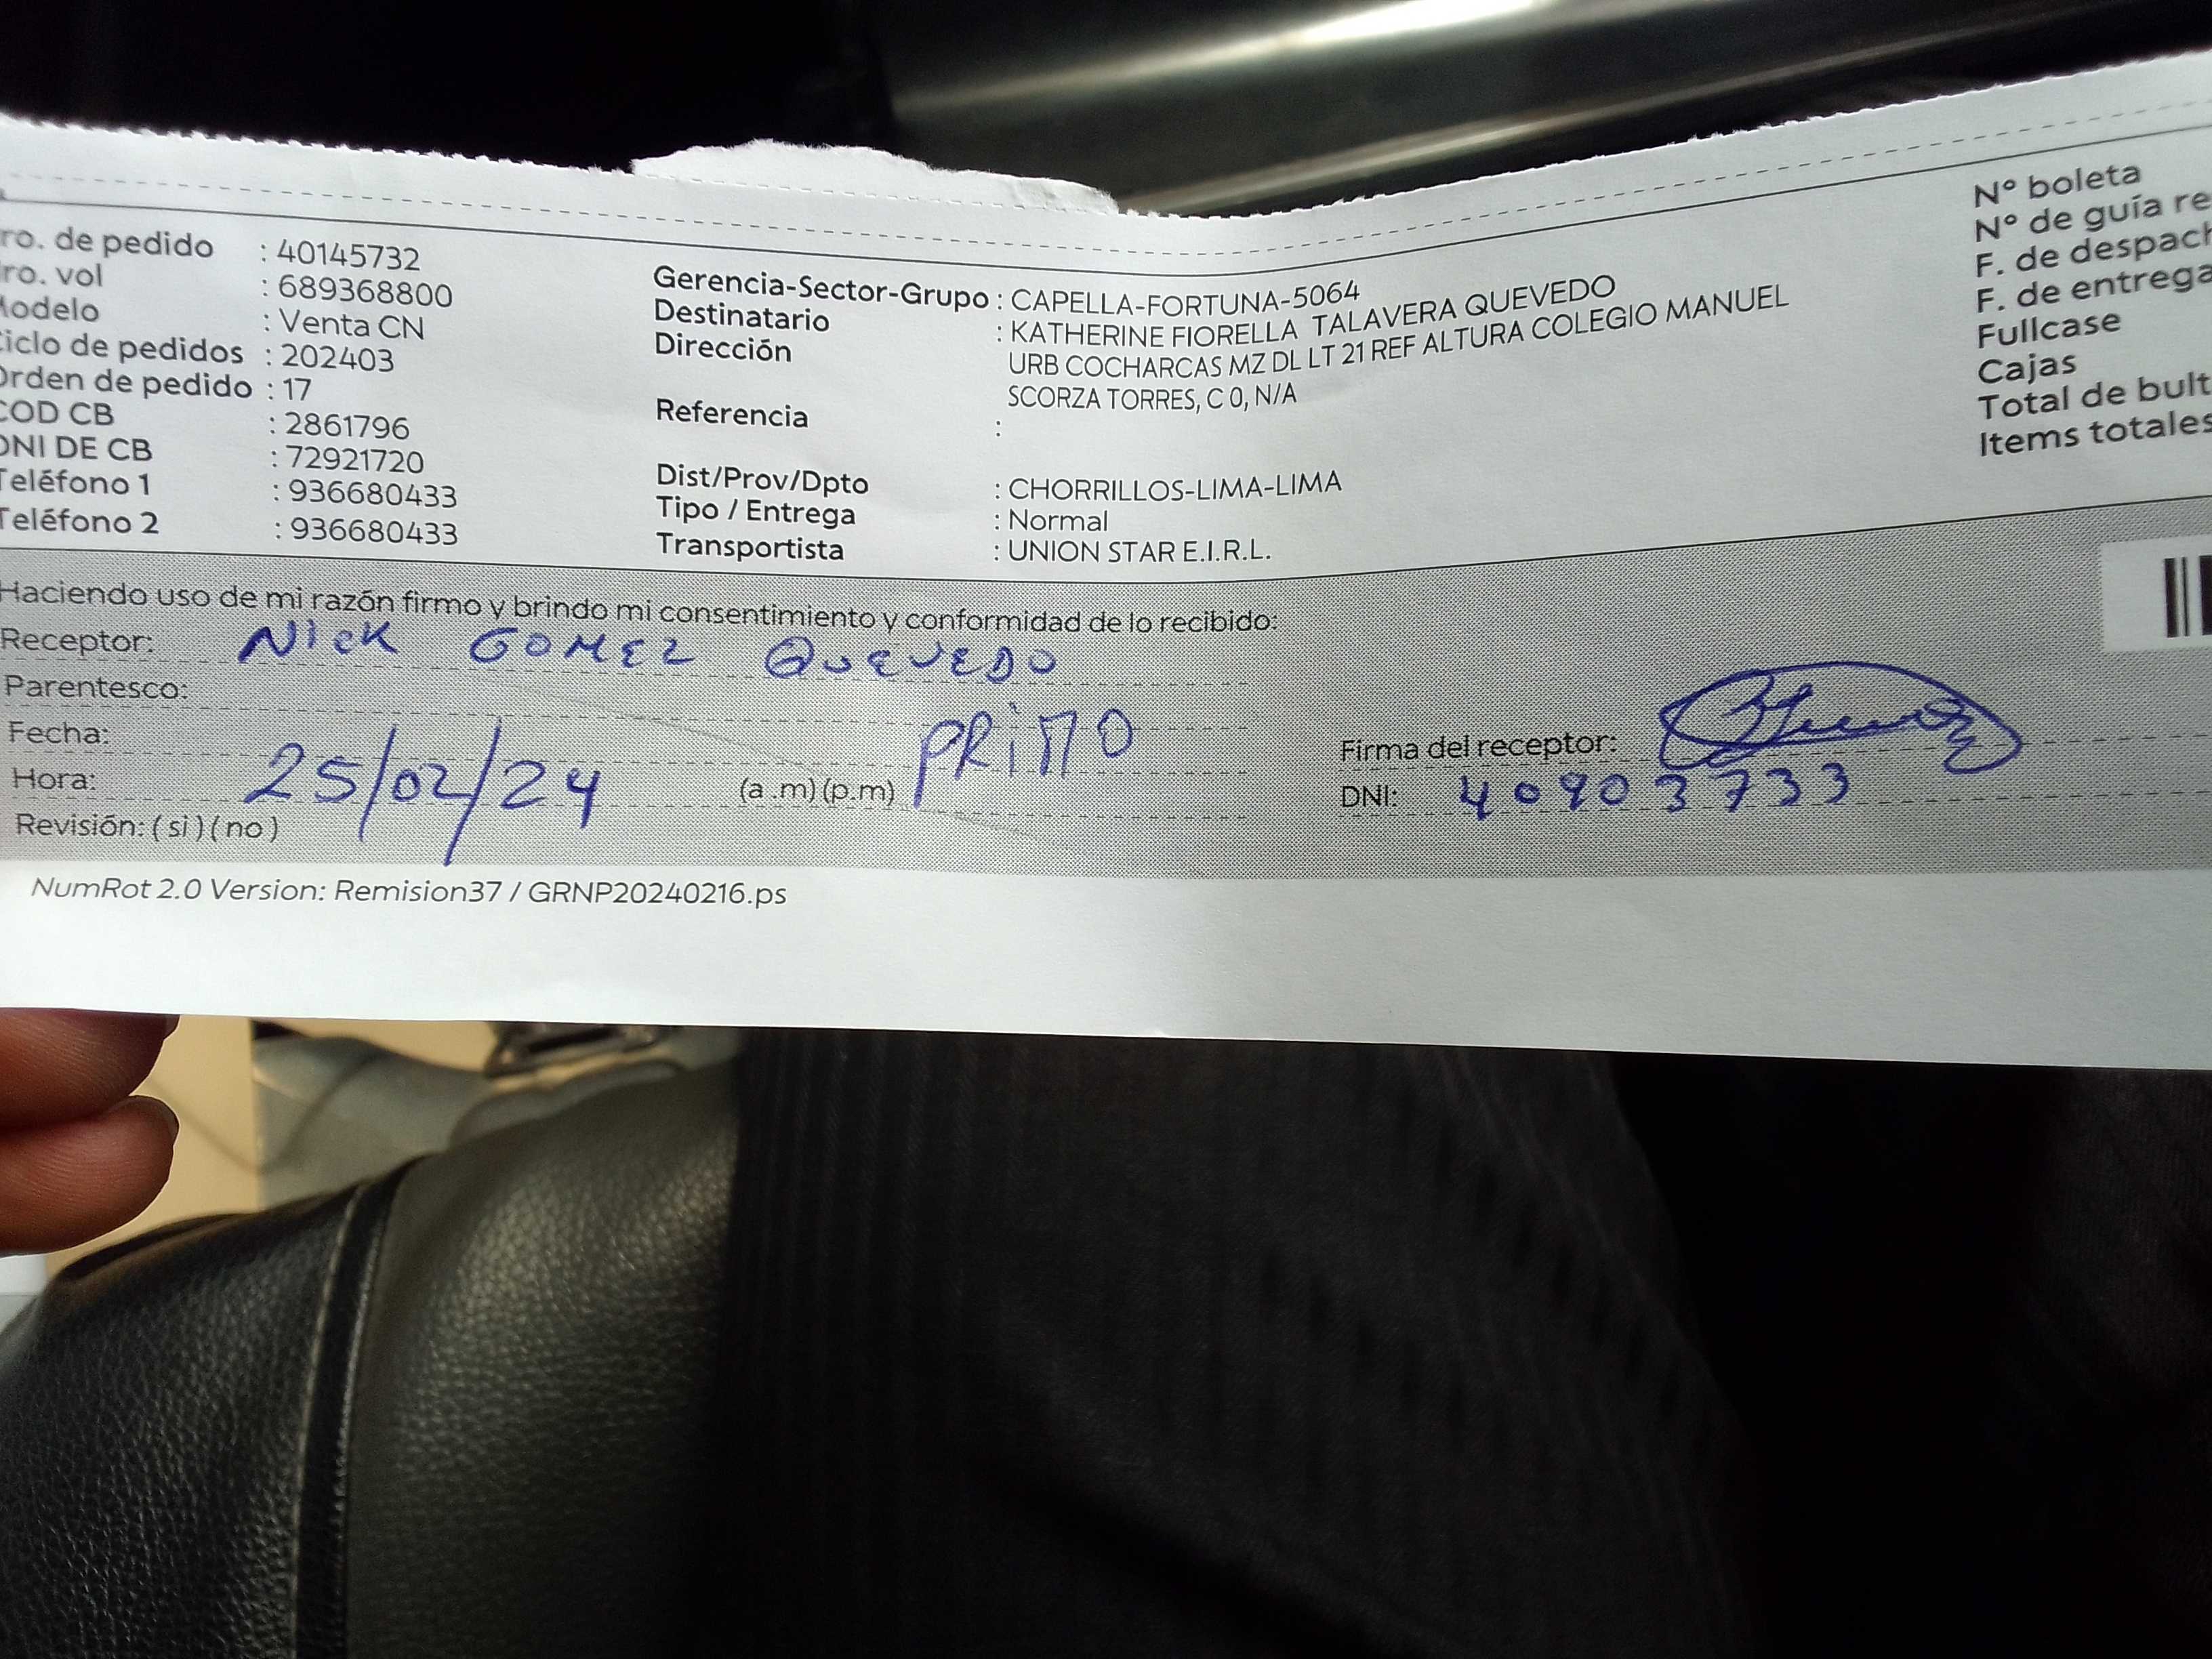 ro. de pedido : 40145732
ro. vol : 689368800
Modelo : Venta CN
Ciclo de pedidos : 202403
Orden de pedido : 17
COD CB : 2861796
DNI DE CB : 72921720
Teléfono 1 : 936680433
Teléfono 2 : 936680433
Gerencia-Sector-Grupo : CAPELLA-FORTUNA-5064
Destinatario : KATHERINE FIORELLA TALAVERA QUEVEDO
Dirección URB COCHARCAS MZ DL LT 21 REF ALTURA COLEGIO MANUEL
SCORZA TORRES, C 0, N/A
Referencia :
Dist/Prov/Dpto : CHORRILLOS-LIMA-LIMA
Tipo / Entrega : Normal
Transportista : UNION STAR E.I.R.L.
N° boleta
N° de guía re
F. de despach
F. de entrega
Fullcase
Cajas
Total de bult
Items totales
Haciendo uso de mi razón firmo y brindo mi consentimiento y conformidad de lo recibido:
Receptor: NICK GOMEZ QUEVEDO
Parentesco: PRIMO
Fecha: 25/02/24
Hora: (a .m) (p.m)
Revisión: ( si ) ( no )
Firma del receptor:
DNI: 40903733
NumRot 2.0 Version: Remision37 / GRNP20240216.ps